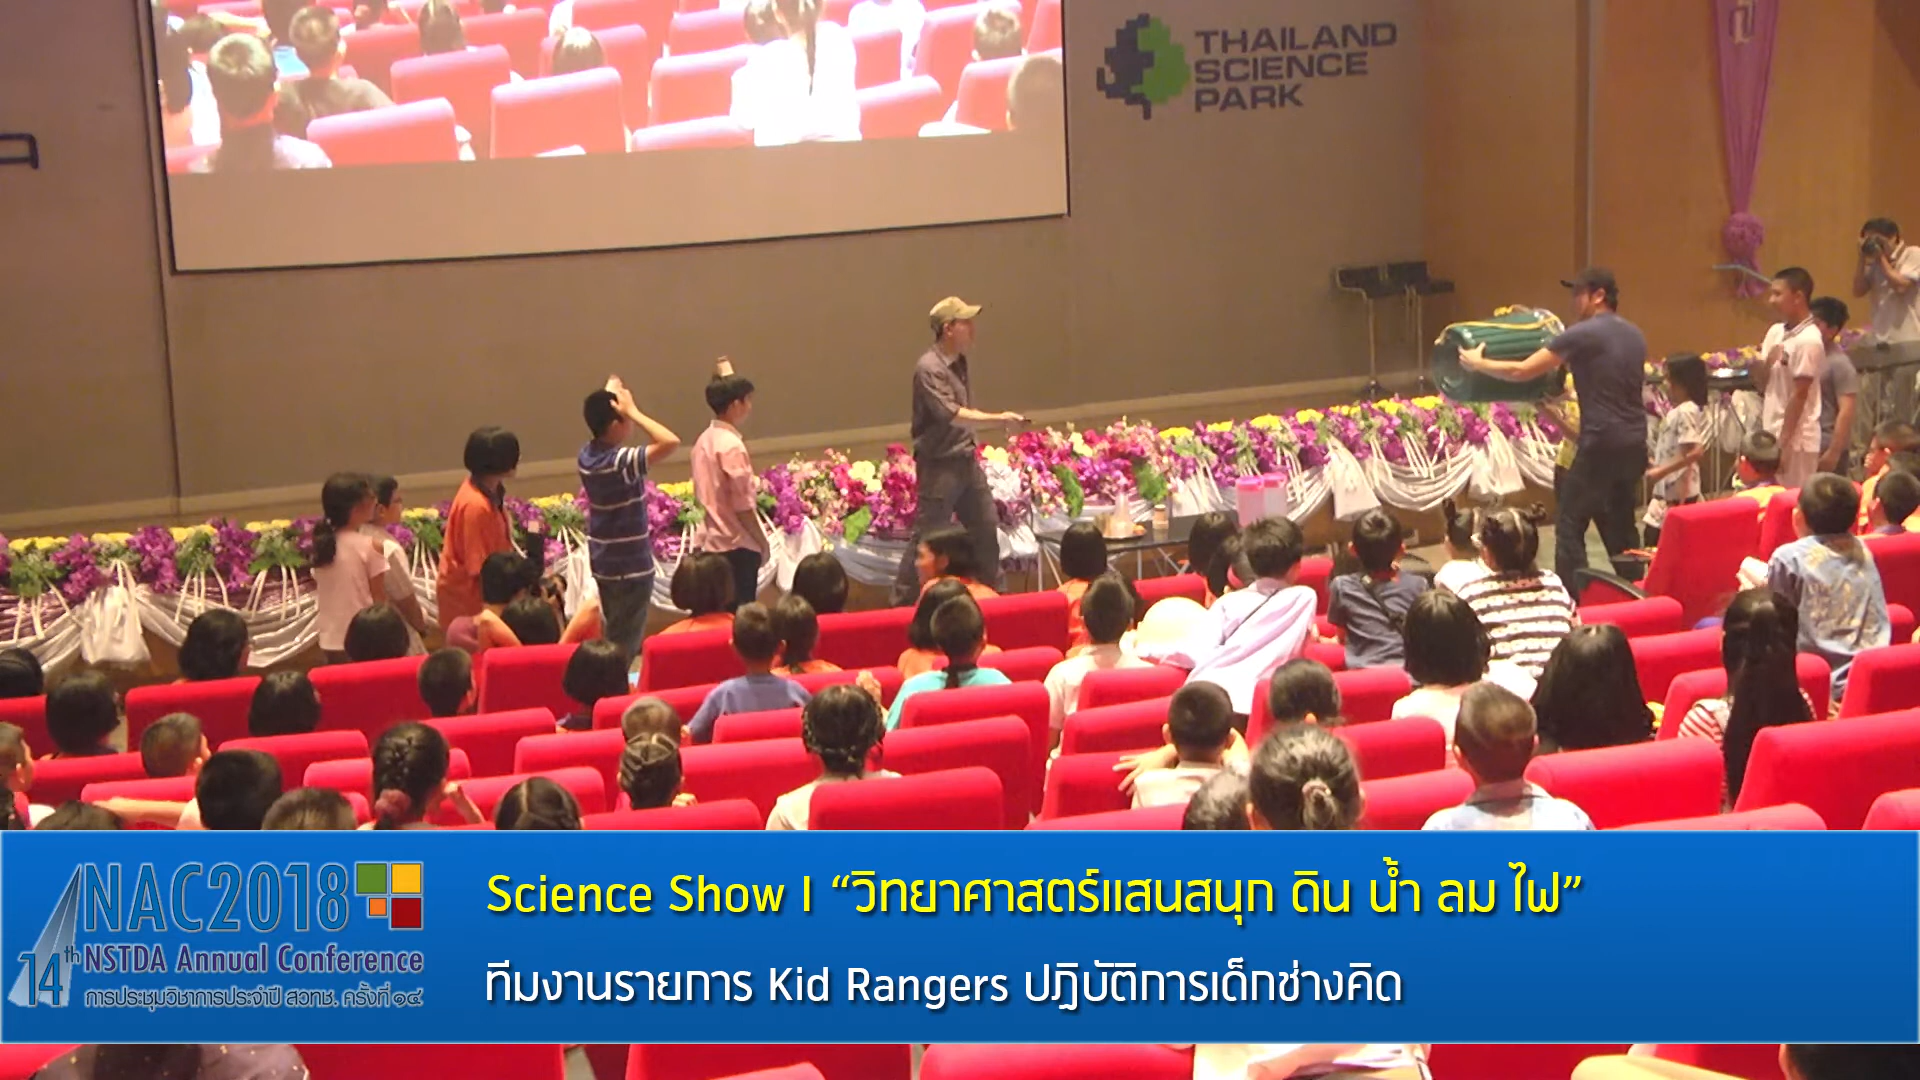 THAILAND
SCIENCE
PARK
NAC2018
14th NSTDA Annual Conference
การประชุมวิชาการประจำปี สวทช. ครั้งที่ ๑๔
Science Show I “วิทยาศาสตร์แสนสนุก ดิน น้ำ ลม ไฟ”
ทีมงานรายการ Kid Rangers ปฏิบัติการเด็กช่างคิด